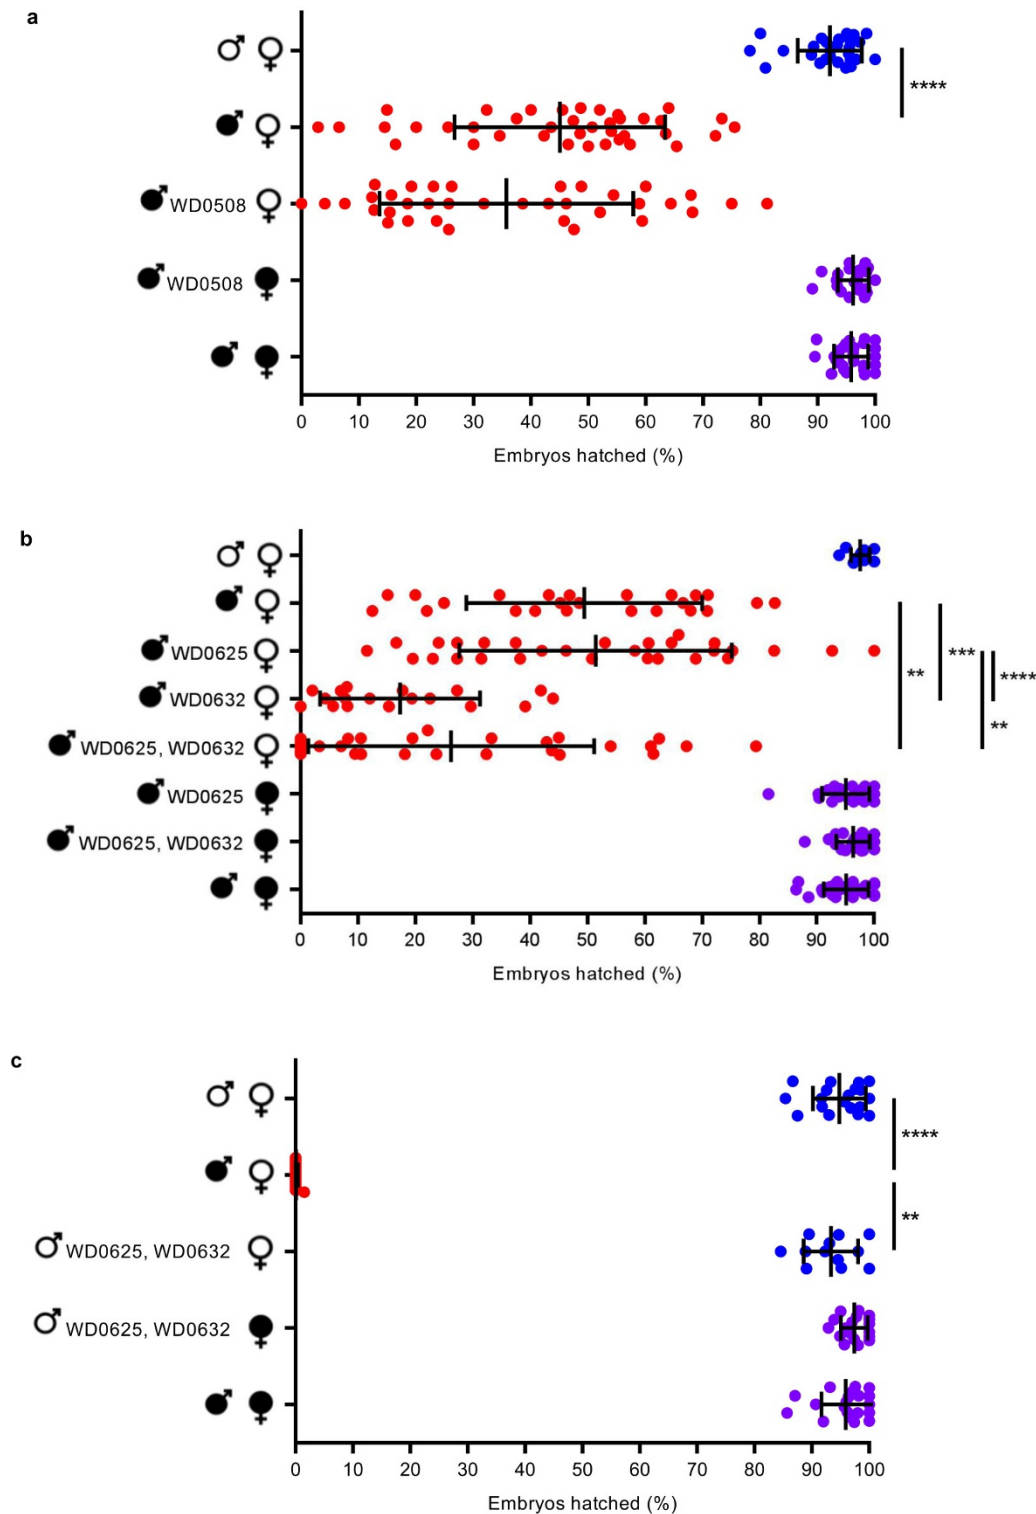 a
♂ ♀
****
♂ ♀
♂ WD0508 ♀
♂ WD0508 ♀
♂ ♀
0 10 20 30 40 50 60 70 80 90 100
Embryos hatched (%)
b
♂ ♀
♂ ♀
♂ WD0625 ♀
** *** ****
♂ WD0632 ♀
**
♂ WD0625, WD0632 ♀
♂ WD0625 ♀
♂ WD0625, WD0632 ♀
♂ ♀
0 10 20 30 40 50 60 70 80 90 100
Embryos hatched (%)
c
♂ ♀
****
♂ ♀
**
♂ WD0625, WD0632 ♀
♂ WD0625, WD0632 ♀
♂ ♀
0 10 20 30 40 50 60 70 80 90 100
Embryos hatched (%)